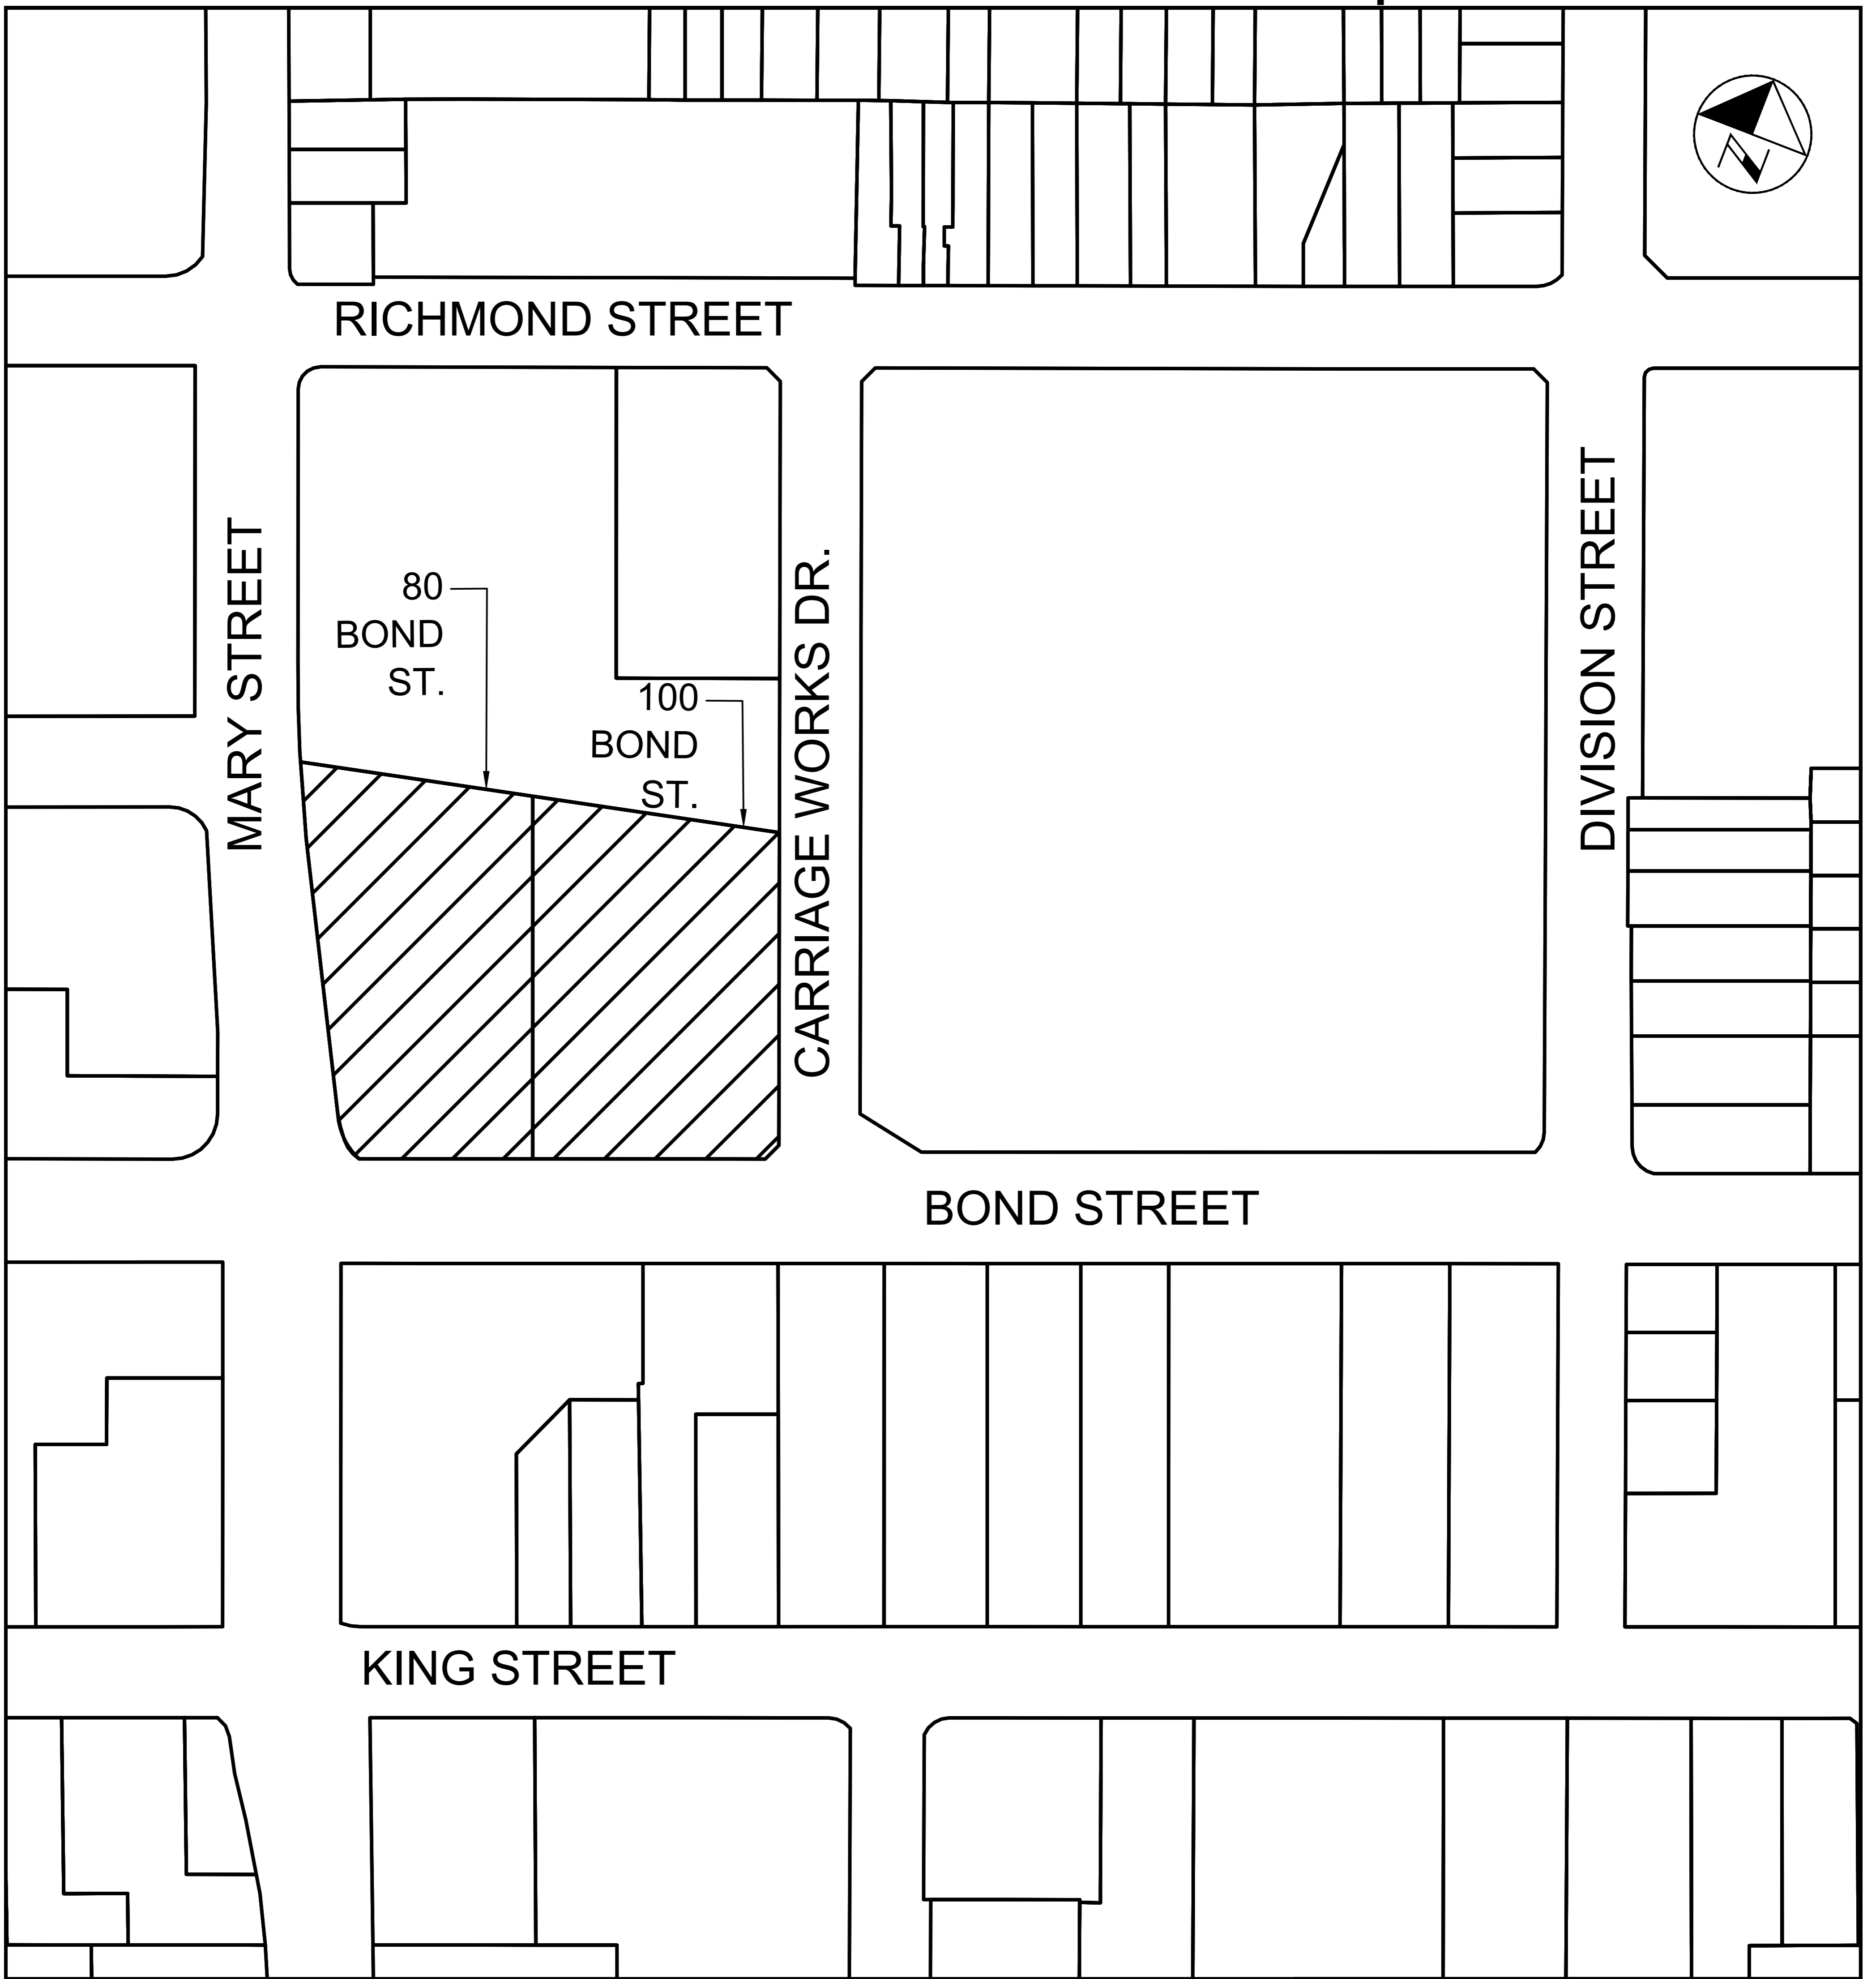 N
RICHMOND STREET
MARY STREET
80
BOND
ST.
100
BOND
ST.
CARRIAGE WORKS DR.
DIVISION STREET
BOND STREET
KING STREET